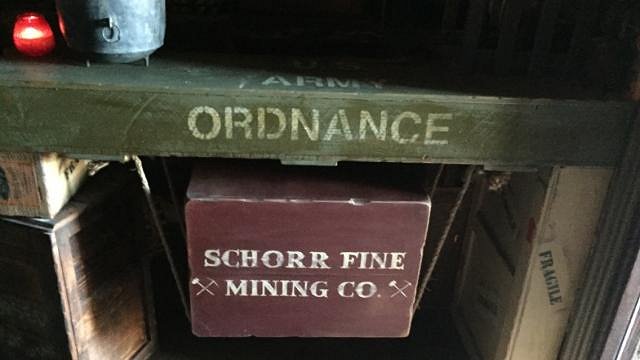 U S
ARMY
ORDNANCE
SCHORR FINE
MINING CO.
FRAGILE